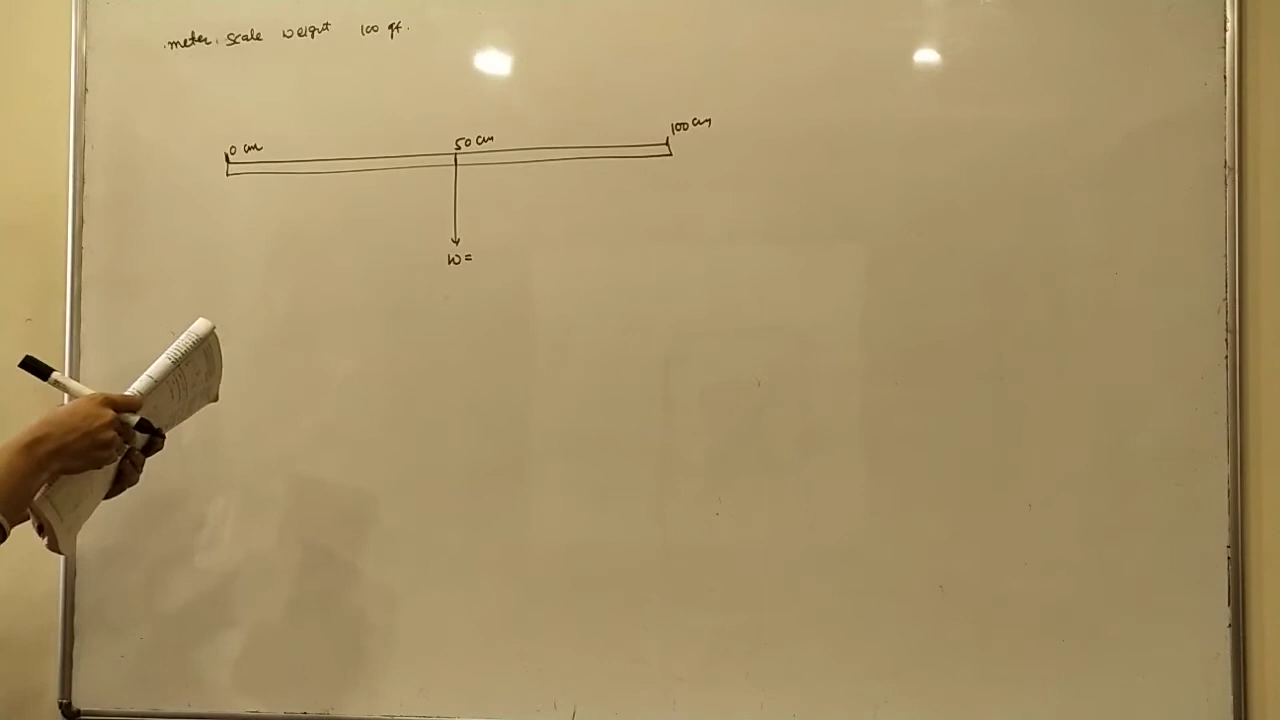 meter scale weight 100 gf.
0 cm
50 cm
100 cm
W =